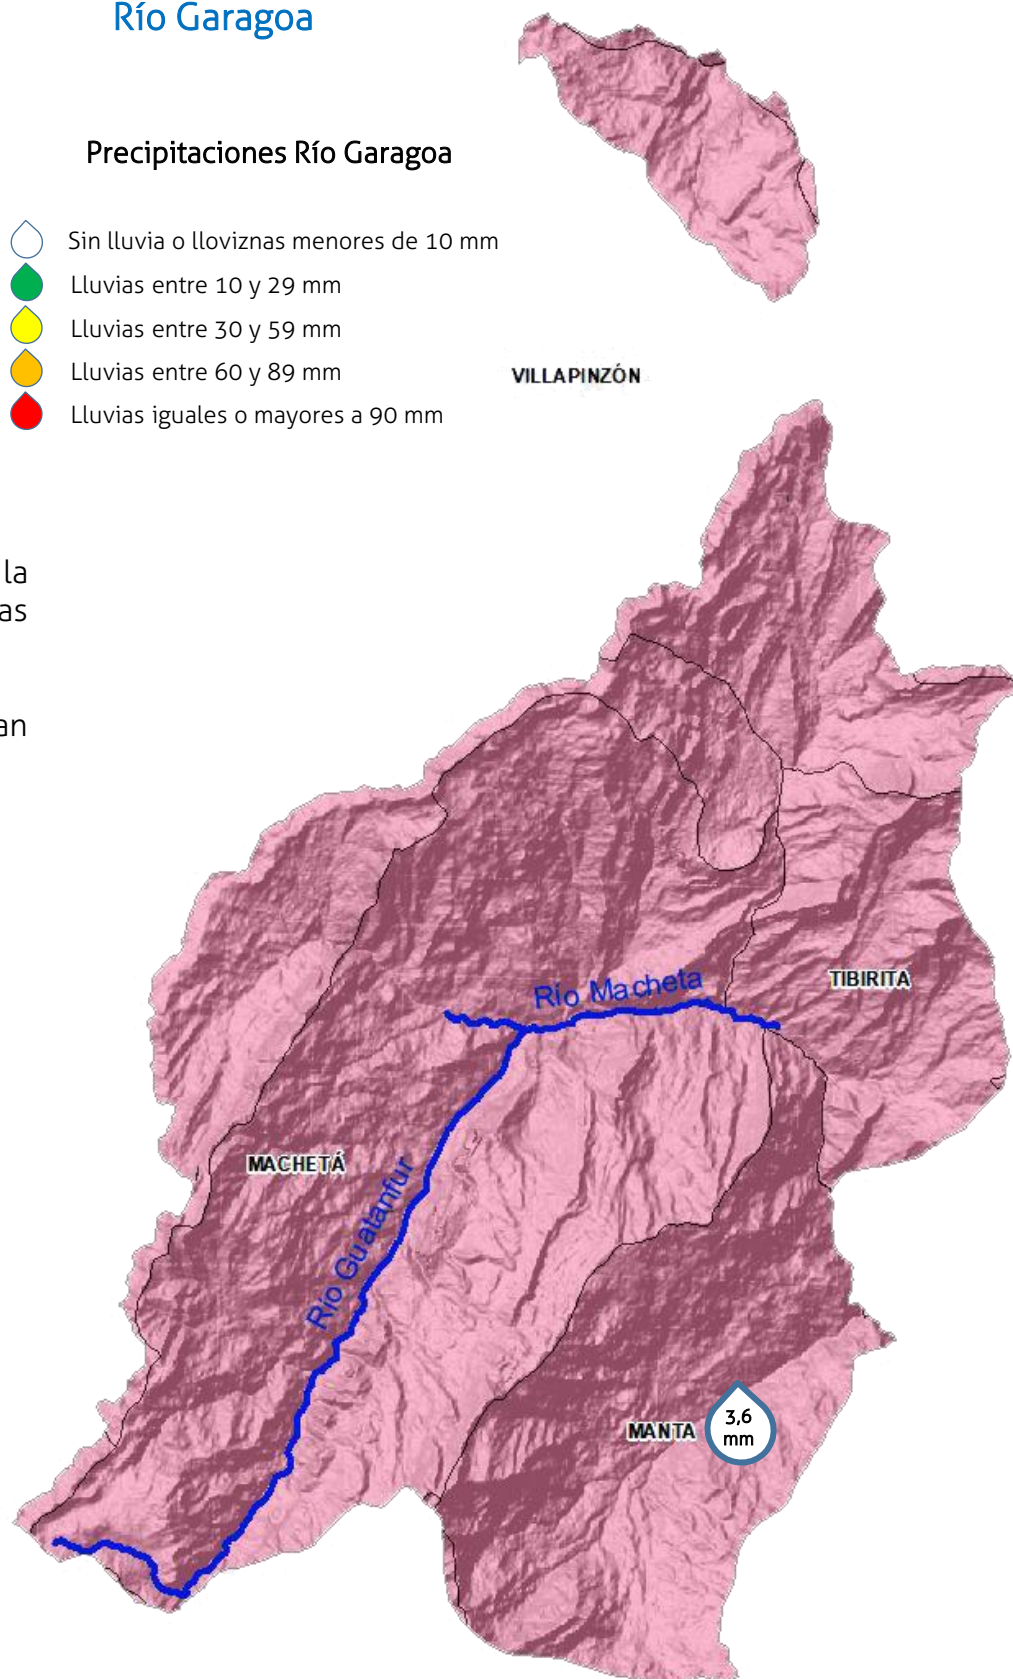 Río Garagoa
Precipitaciones Río Garagoa
Sin lluvia o lloviznas menores de 10 mm
Lluvias entre 10 y 29 mm
Lluvias entre 30 y 59 mm
Lluvias entre 60 y 89 mm
Lluvias iguales o mayores a 90 mm
VILLAPINZÓN
la
as
an
Río Macheta
TIBIRITA
MACHETÁ
Río Guatanfur
MANTA
3,6
mm